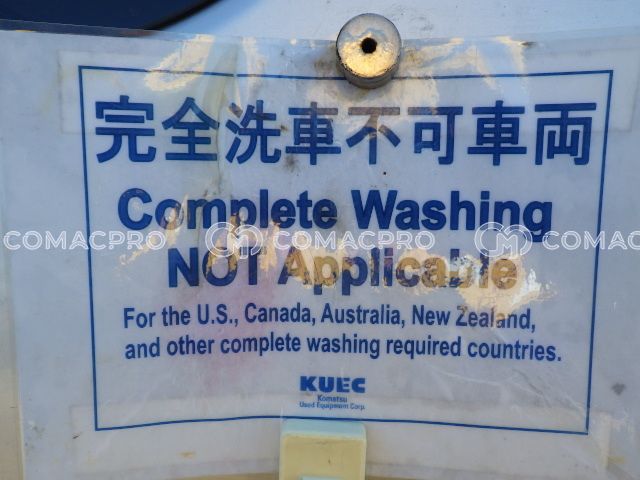 完全洗車不可車両
Complete Washing
COMACPRO COMACPRO COMACPRO
NOT Applicable
For the U.S., Canada, Australia, New Zealand,
and other complete washing required countries.
KUEC
Komatsu
Used Equipment Corp.